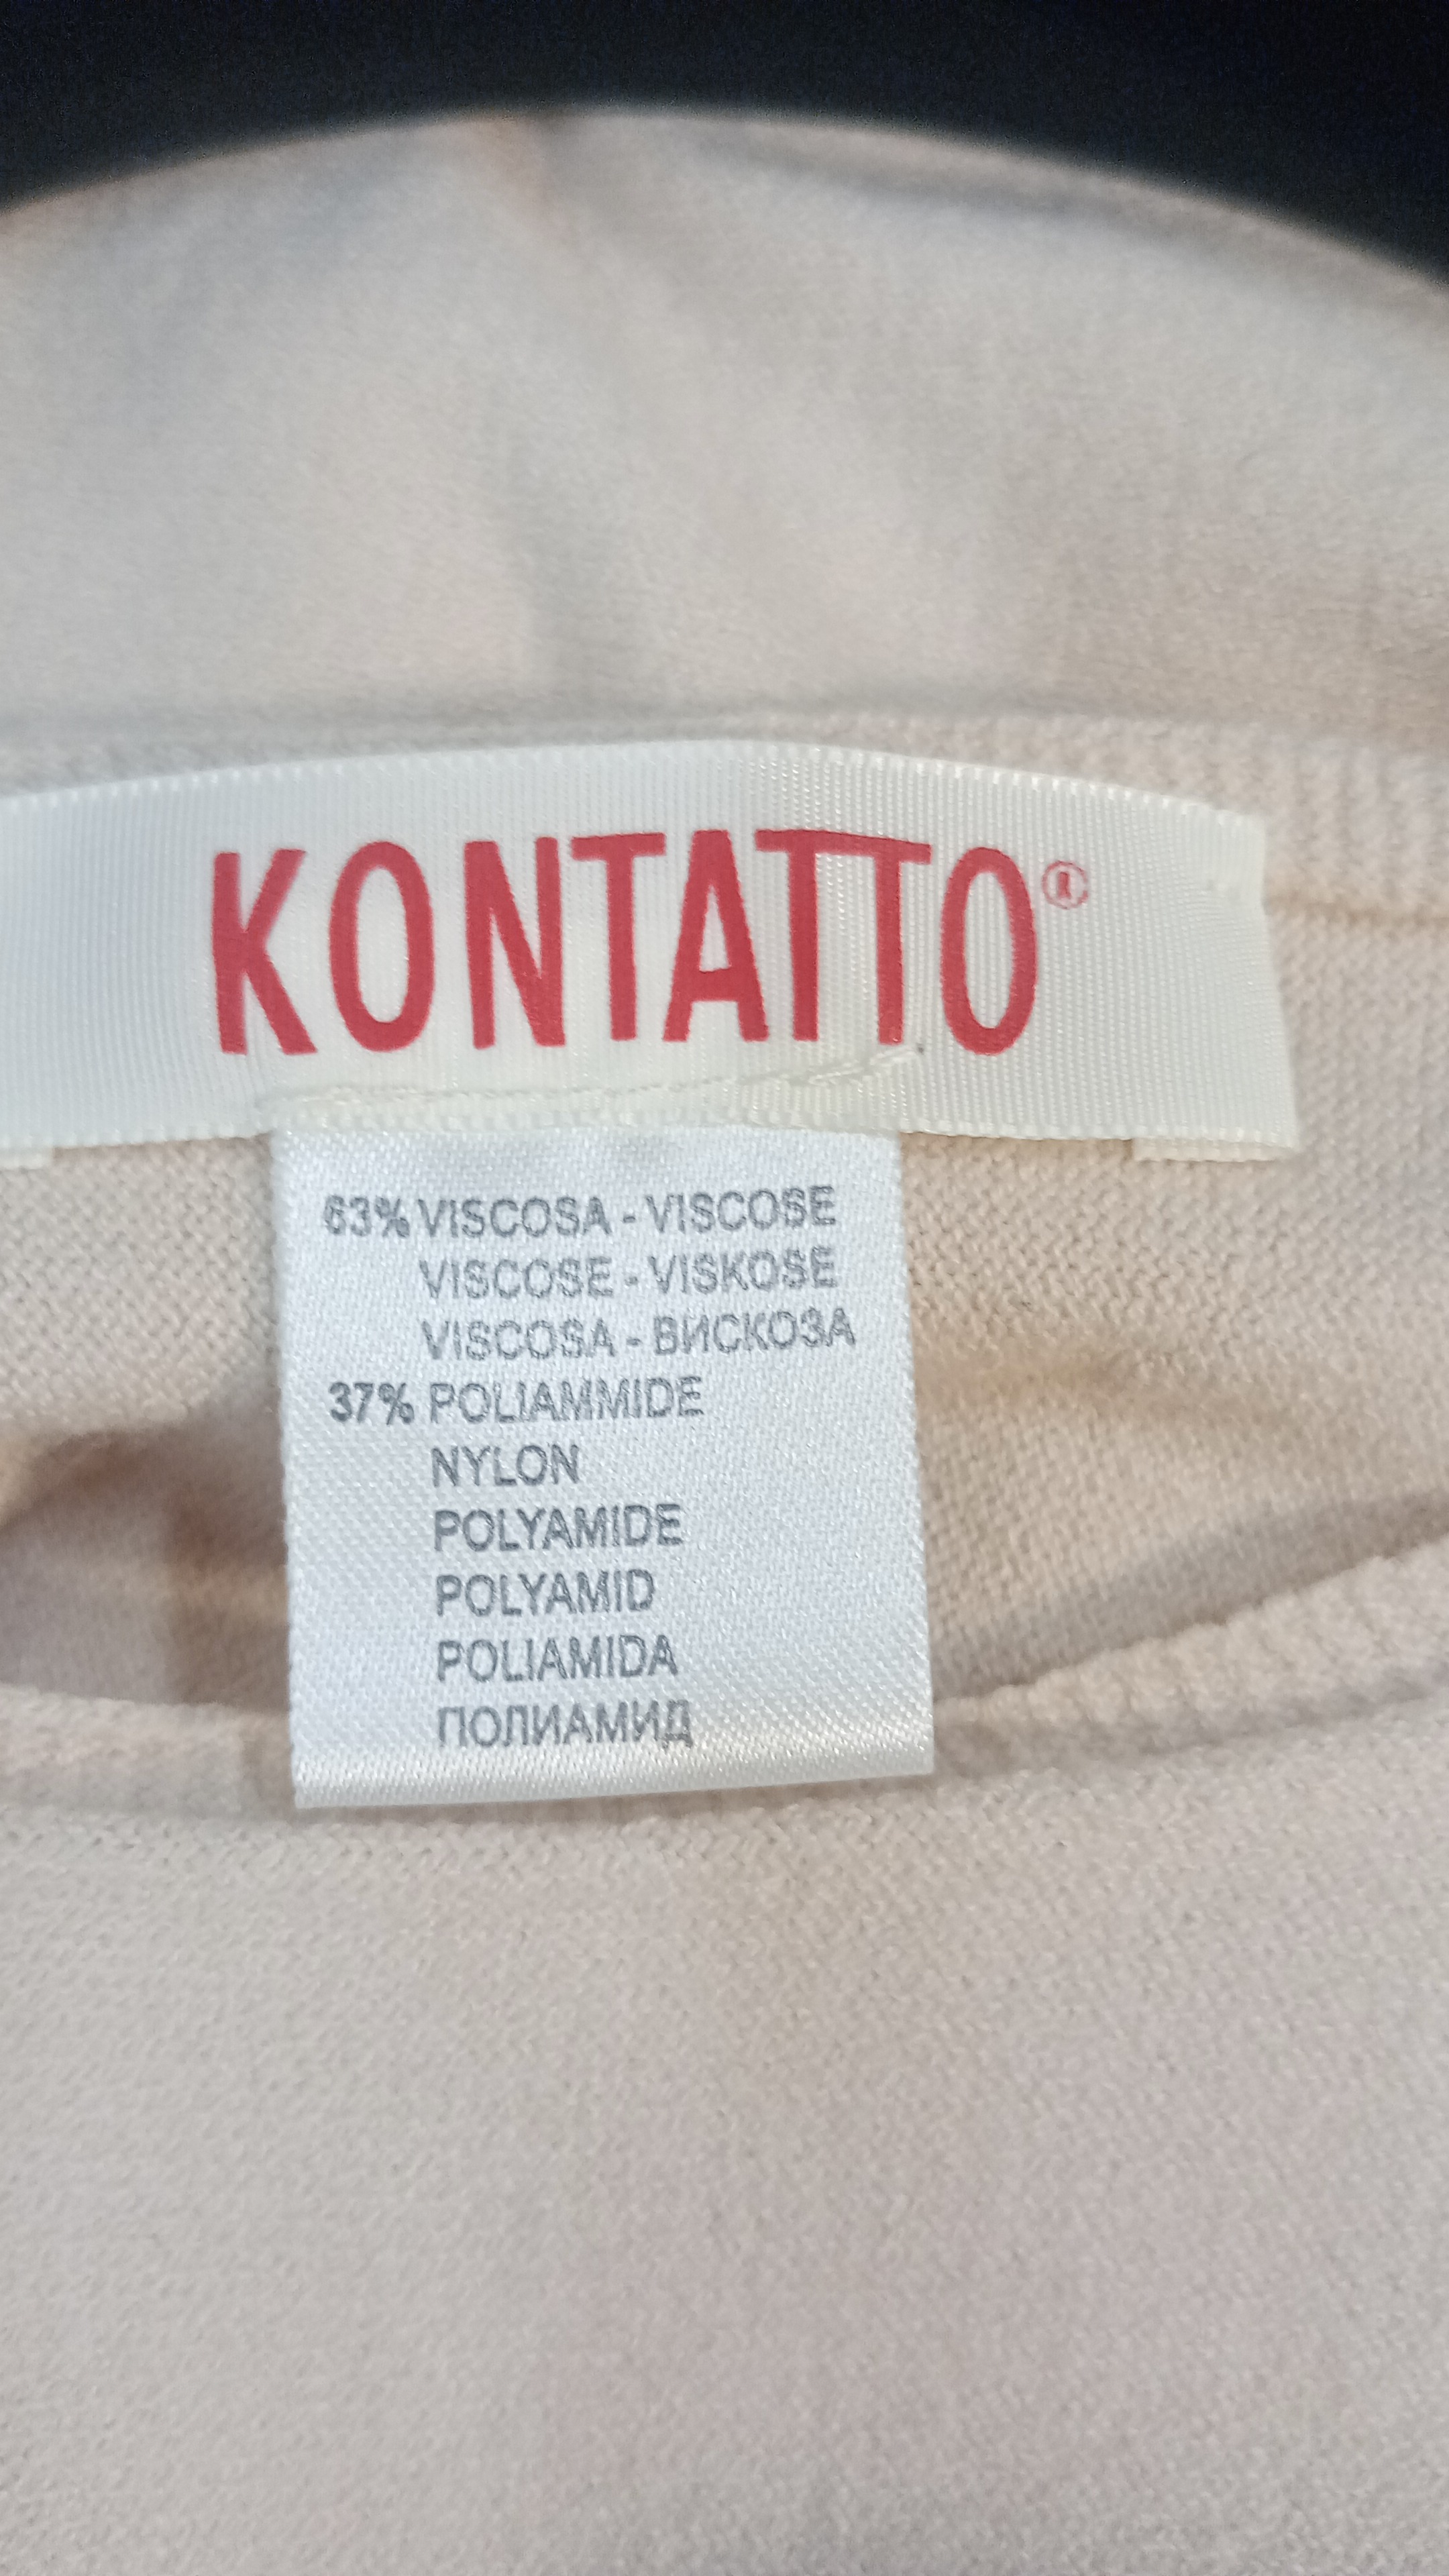 KONTATTO®
63% VISCOSA - VISCOSE
VISCOSE - VISKOSE
VISCOSA - ВИСКОЗА
37% POLIAMMIDE
NYLON
POLYAMIDE
POLYAMID
POLIAMIDA
ПОЛИАМИД